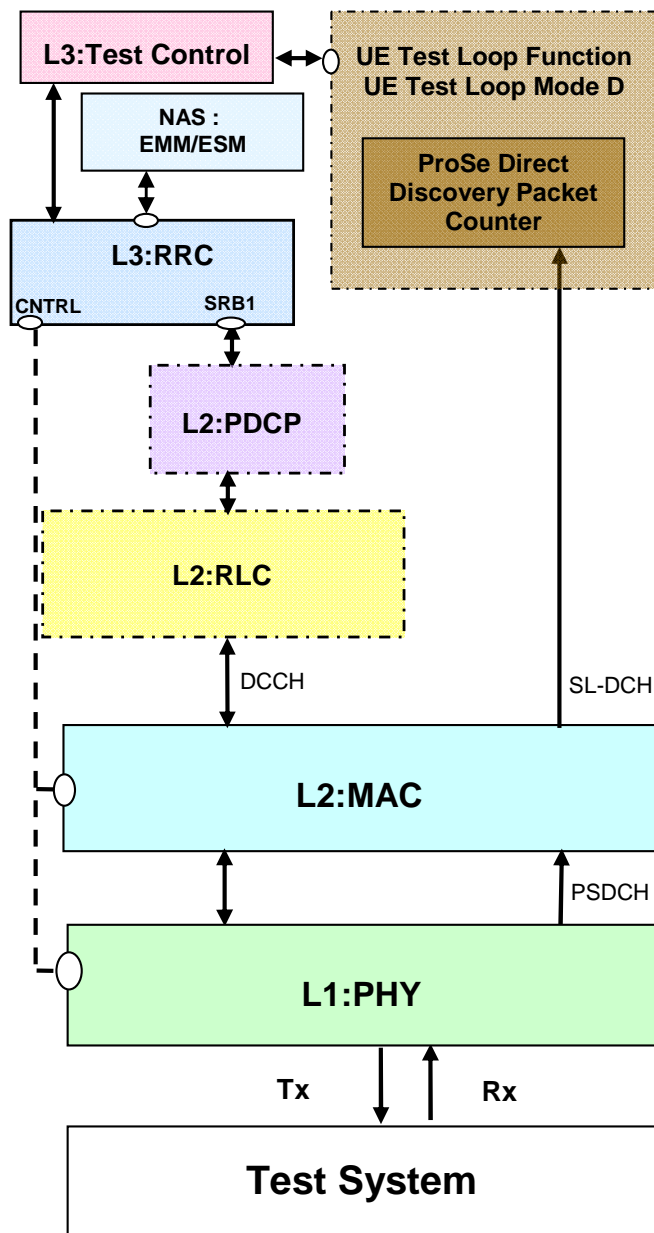 L3:Test Control
UE Test Loop Function
UE Test Loop Mode D
NAS :
EMM/ESM
ProSe Direct
Discovery Packet
Counter
L3:RRC
CNTRL
SRB1
L2:PDCP
L2:RLC
DCCH
SL-DCH
L2:MAC
PSDCH
L1:PHY
Tx
Rx
Test System